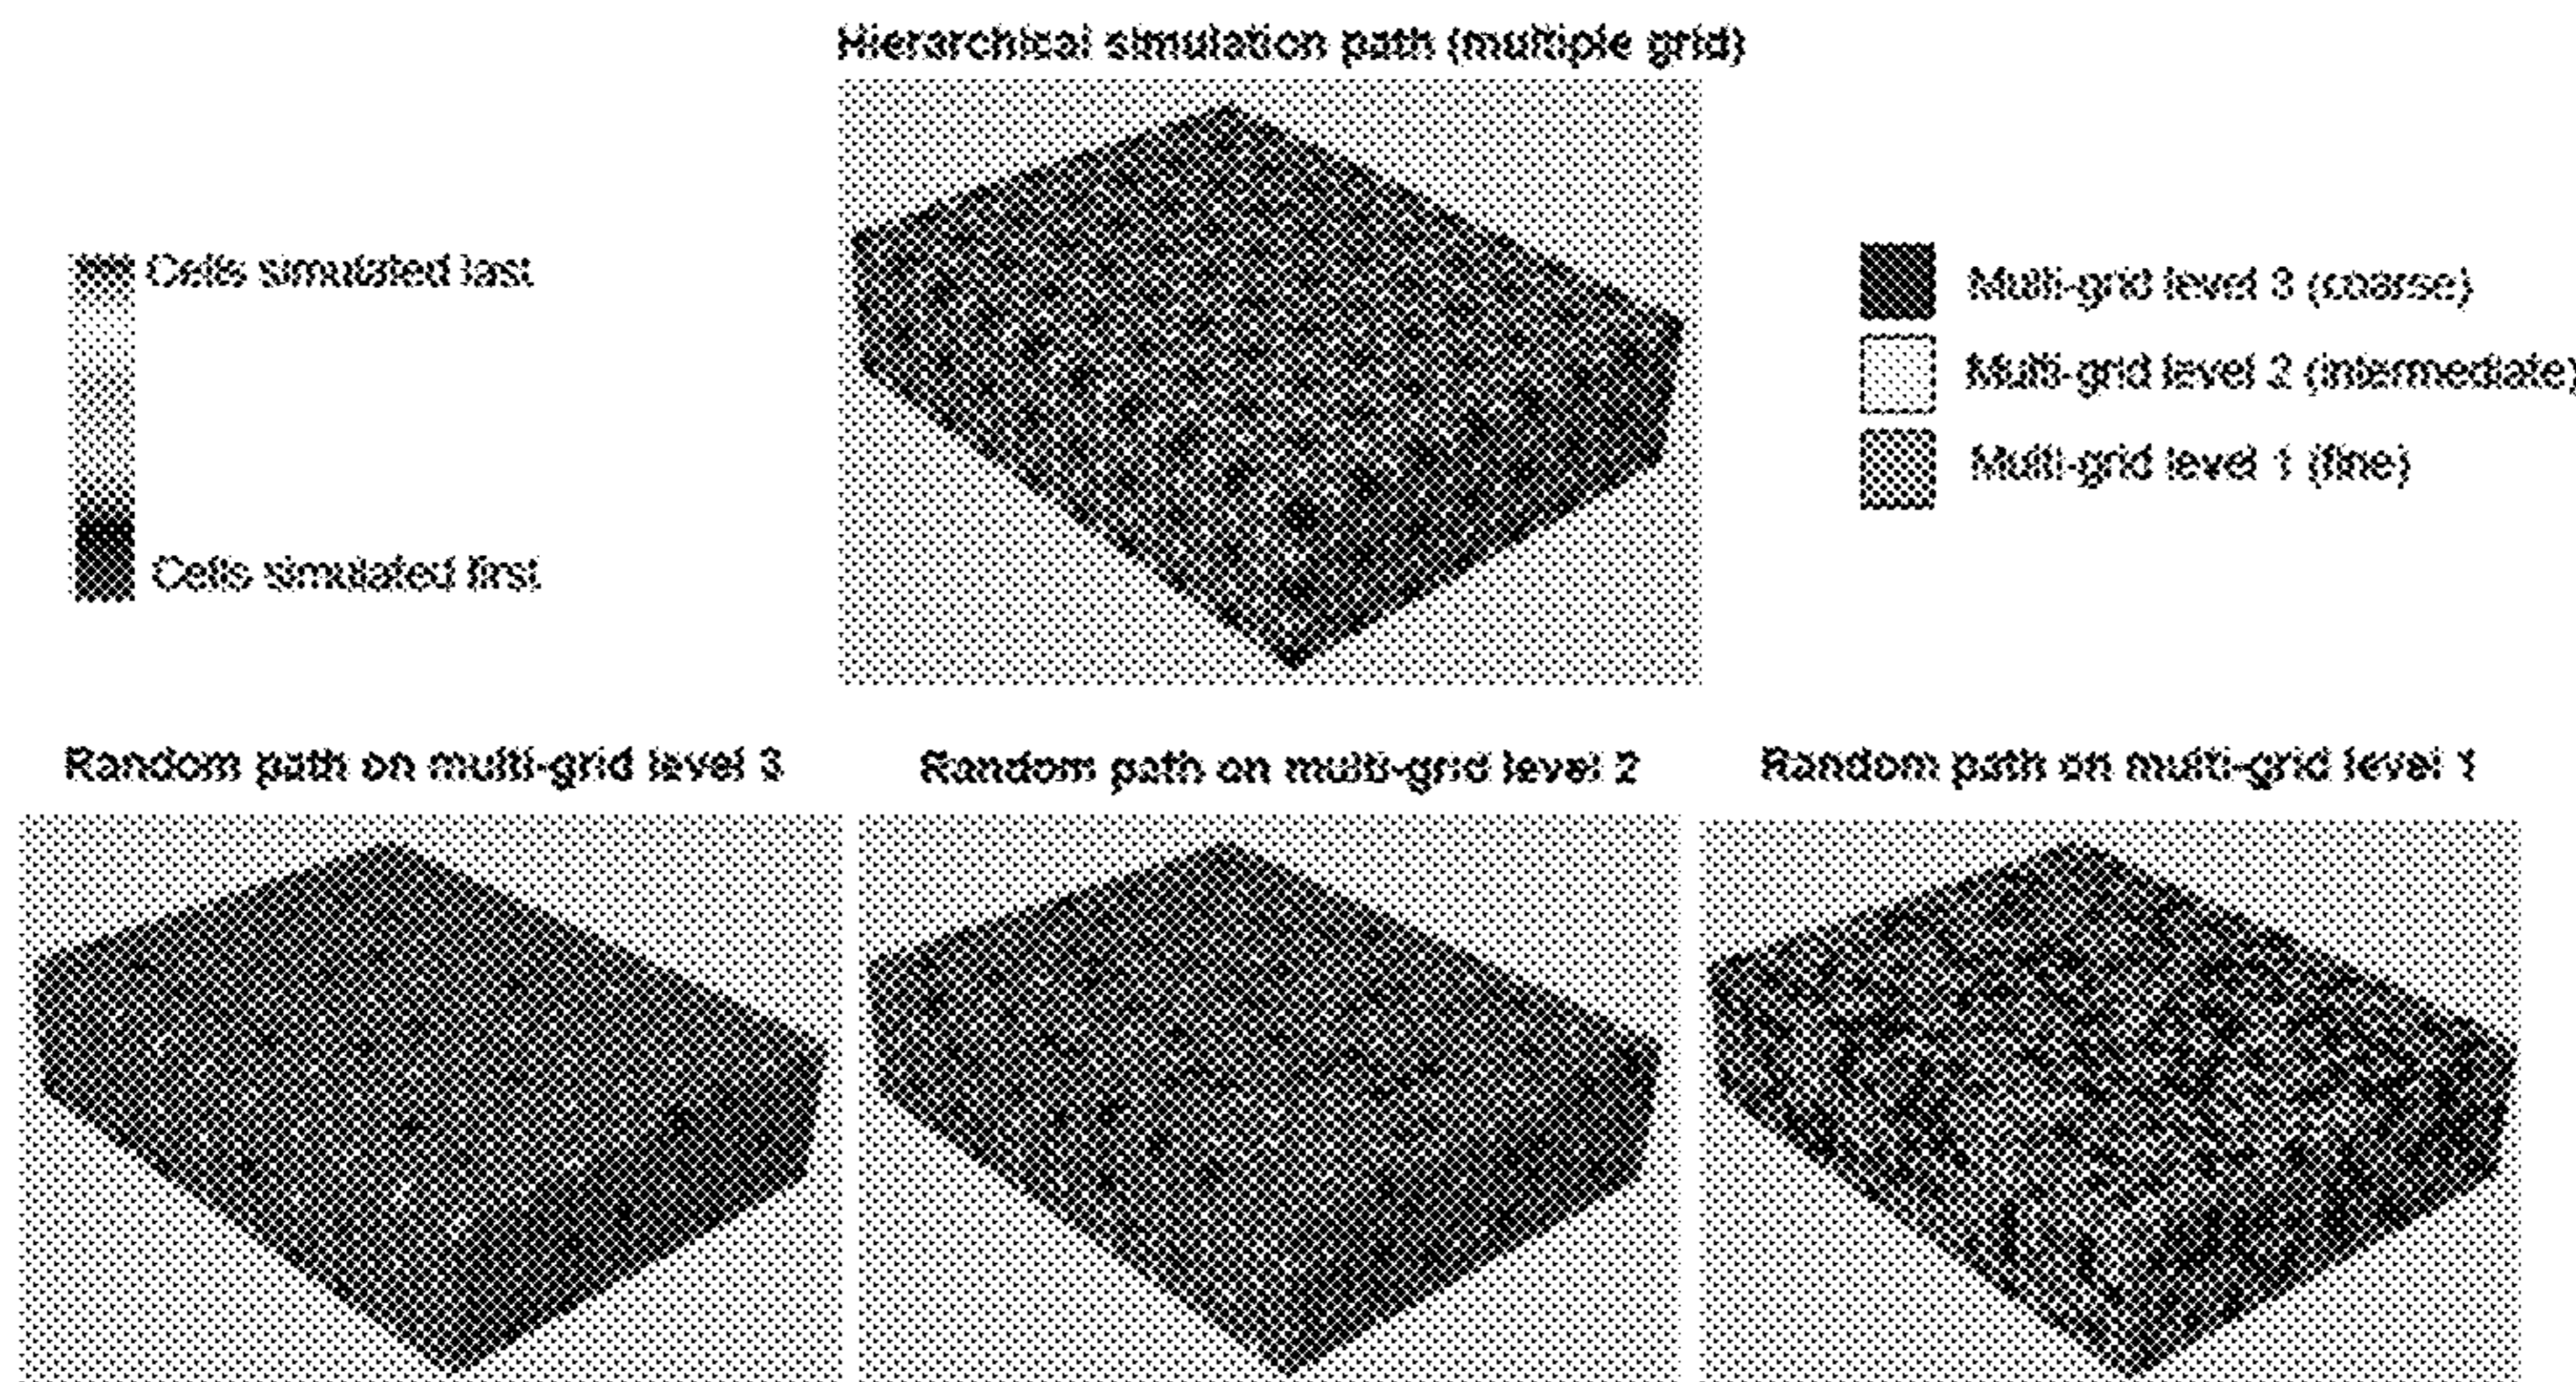 Hierarchical simulation path (multiple grid)
Cells simulated last
Cells simulated first
Multi-grid level 3 (coarse)
Multi-grid level 2 (intermediate)
Multi-grid level 1 (fine)
Random path on multi-grid level 3
Random path on multi-grid level 2
Random path on multi-grid level 1